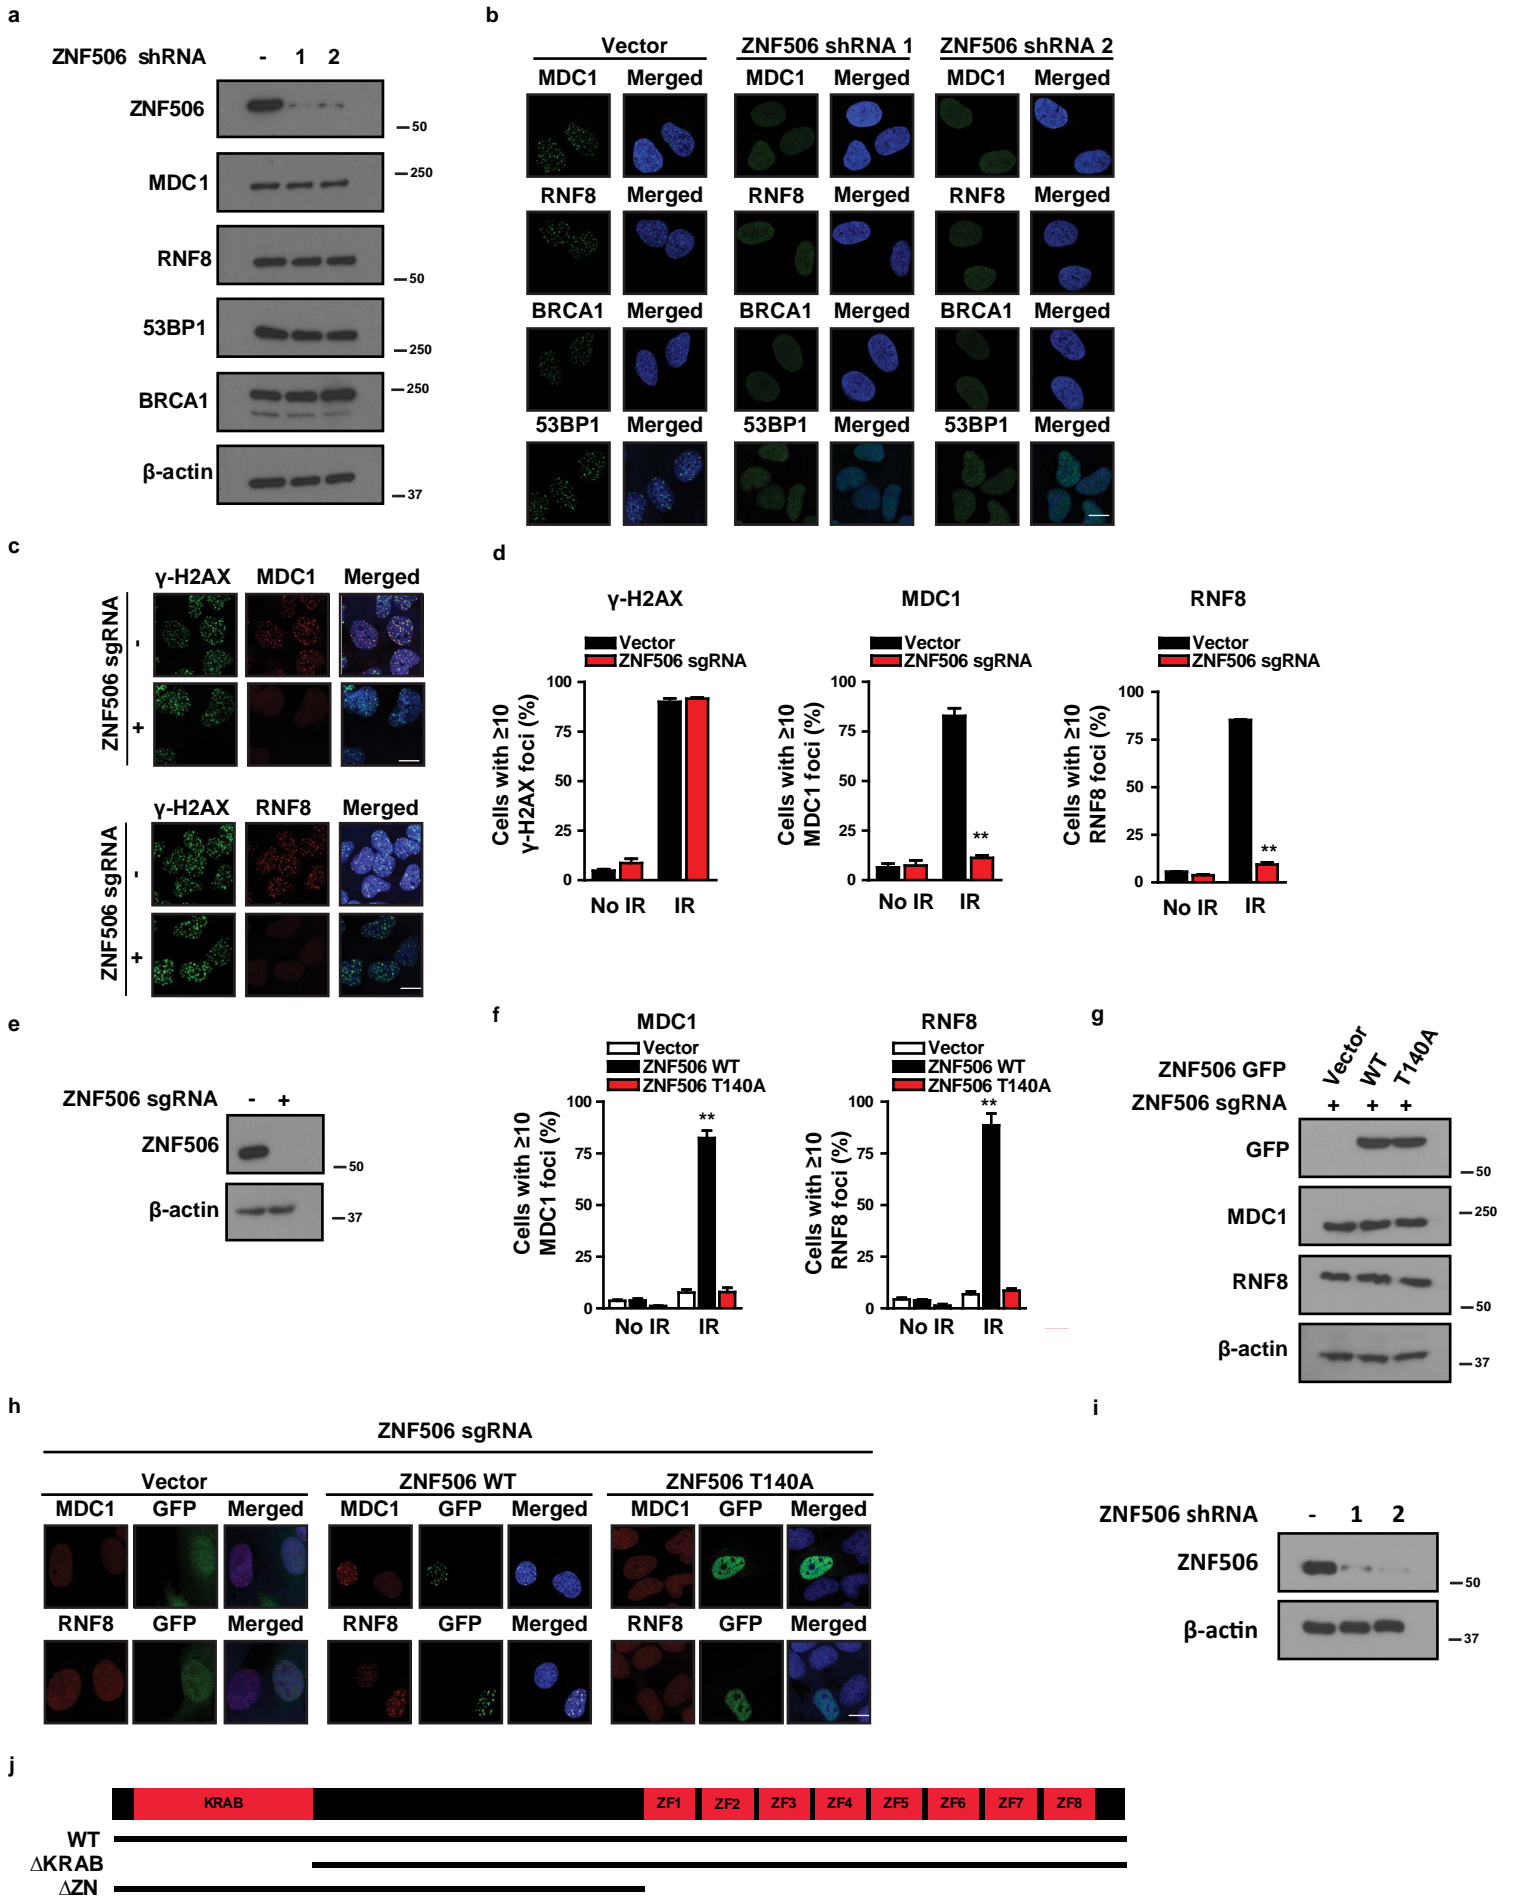 a
ZNF506 shRNA - 1 2
ZNF506
50
MDC1
250
RNF8
50
53BP1
250
BRCA1
250
β-actin
37
b
Vector ZNF506 shRNA 1 ZNF506 shRNA 2
MDC1 Merged MDC1 Merged MDC1 Merged
RNF8 Merged RNF8 Merged RNF8 Merged
BRCA1 Merged BRCA1 Merged BRCA1 Merged
53BP1 Merged 53BP1 Merged 53BP1 Merged
c
γ-H2AX MDC1 Merged
ZNF506 sgRNA
-
+
γ-H2AX RNF8 Merged
ZNF506 sgRNA
-
+
d
γ-H2AX
Vector
ZNF506 sgRNA
Cells with ≥10
γ-H2AX foci (%)
100
75
50
25
0
No IR IR
MDC1
Vector
ZNF506 sgRNA
Cells with ≥10
MDC1 foci (%)
100
75
50
25
0
**
No IR IR
RNF8
Vector
ZNF506 sgRNA
Cells with ≥10
RNF8 foci (%)
100
75
50
25
0
**
No IR IR
e
ZNF506 sgRNA - +
ZNF506
50
β-actin
37
f
MDC1
Vector
ZNF506 WT
ZNF506 T140A
Cells with ≥10
MDC1 foci (%)
100
75
50
25
0
**
No IR IR
RNF8
Vector
ZNF506 WT
ZNF506 T140A
Cells with ≥10
RNF8 foci (%)
100
75
50
25
0
**
No IR IR
g
ZNF506 GFP Vector WT T140A
ZNF506 sgRNA + + +
GFP
50
MDC1
250
RNF8
50
β-actin
37
h
ZNF506 sgRNA
Vector ZNF506 WT ZNF506 T140A
MDC1 GFP Merged MDC1 GFP Merged MDC1 GFP Merged
RNF8 GFP Merged RNF8 GFP Merged RNF8 GFP Merged
i
ZNF506 shRNA - 1 2
ZNF506
50
β-actin
37
j
KRAB ZF1 ZF2 ZF3 ZF4 ZF5 ZF6 ZF7 ZF8
WT
ΔKRAB
ΔZN